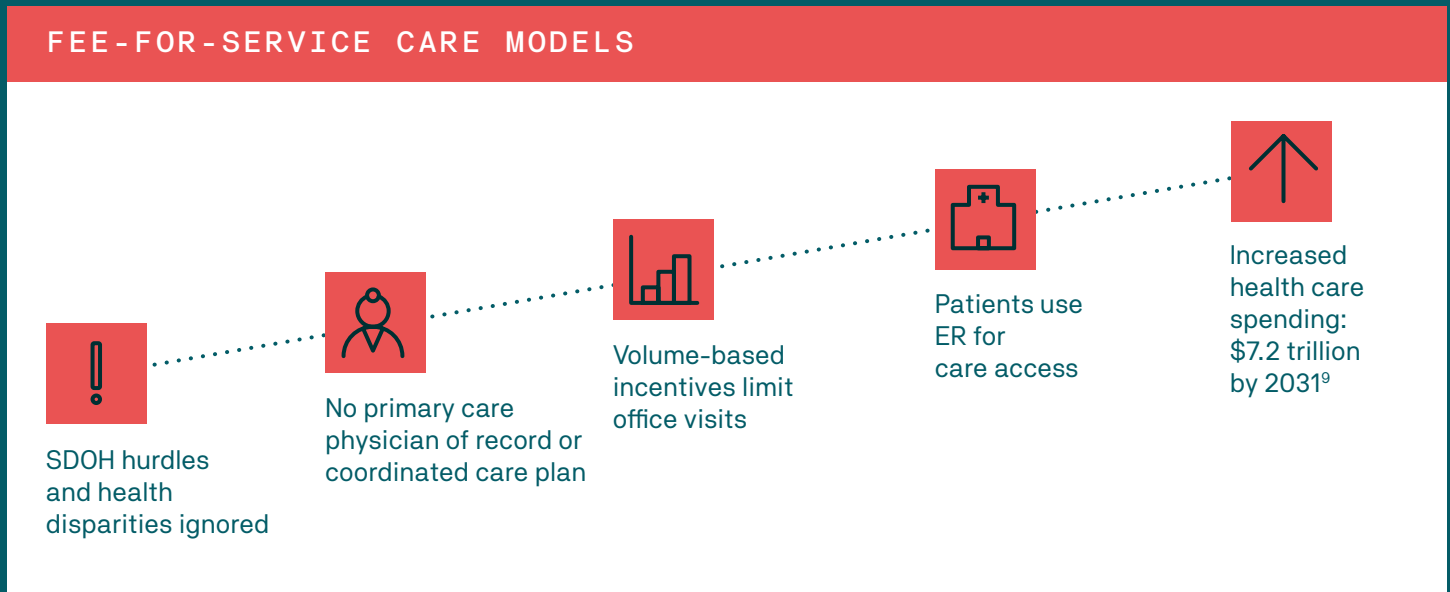 FEE-FOR-SERVICE CARE MODELS
SDOH hurdles
and health
disparities ignored
No primary care
physician of record or
coordinated care plan
Volume-based
incentives limit
office visits
Patients use
ER for
care access
Increased
health care
spending:
$7.2 trillion
by 2031⁹